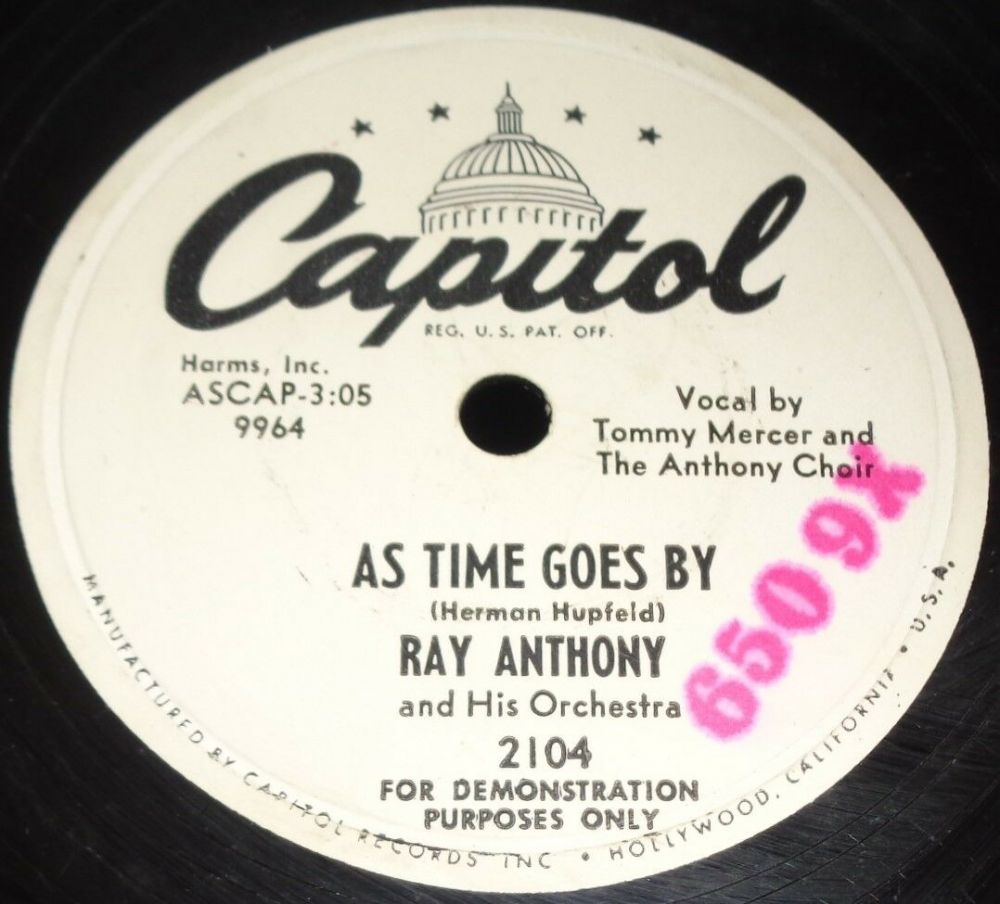 Capitol
REG. U.S. PAT. OFF.
Harms, Inc.
ASCAP-3:05
9964
Vocal by
Tommy Mercer and
The Anthony Choir
AS TIME GOES BY
(Herman Hupfeld)
RAY ANTHONY
and His Orchestra
2104
FOR DEMONSTRATION
PURPOSES ONLY
6509X
MANUFACTURED BY CAPITOL RECORDS INC • HOLLYWOOD, CALIFORNIA • U.S.A.